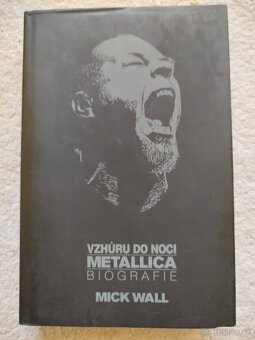 VZHŮRU DO NOCI
METALLICA
BIOGRAFIE
MICK WALL